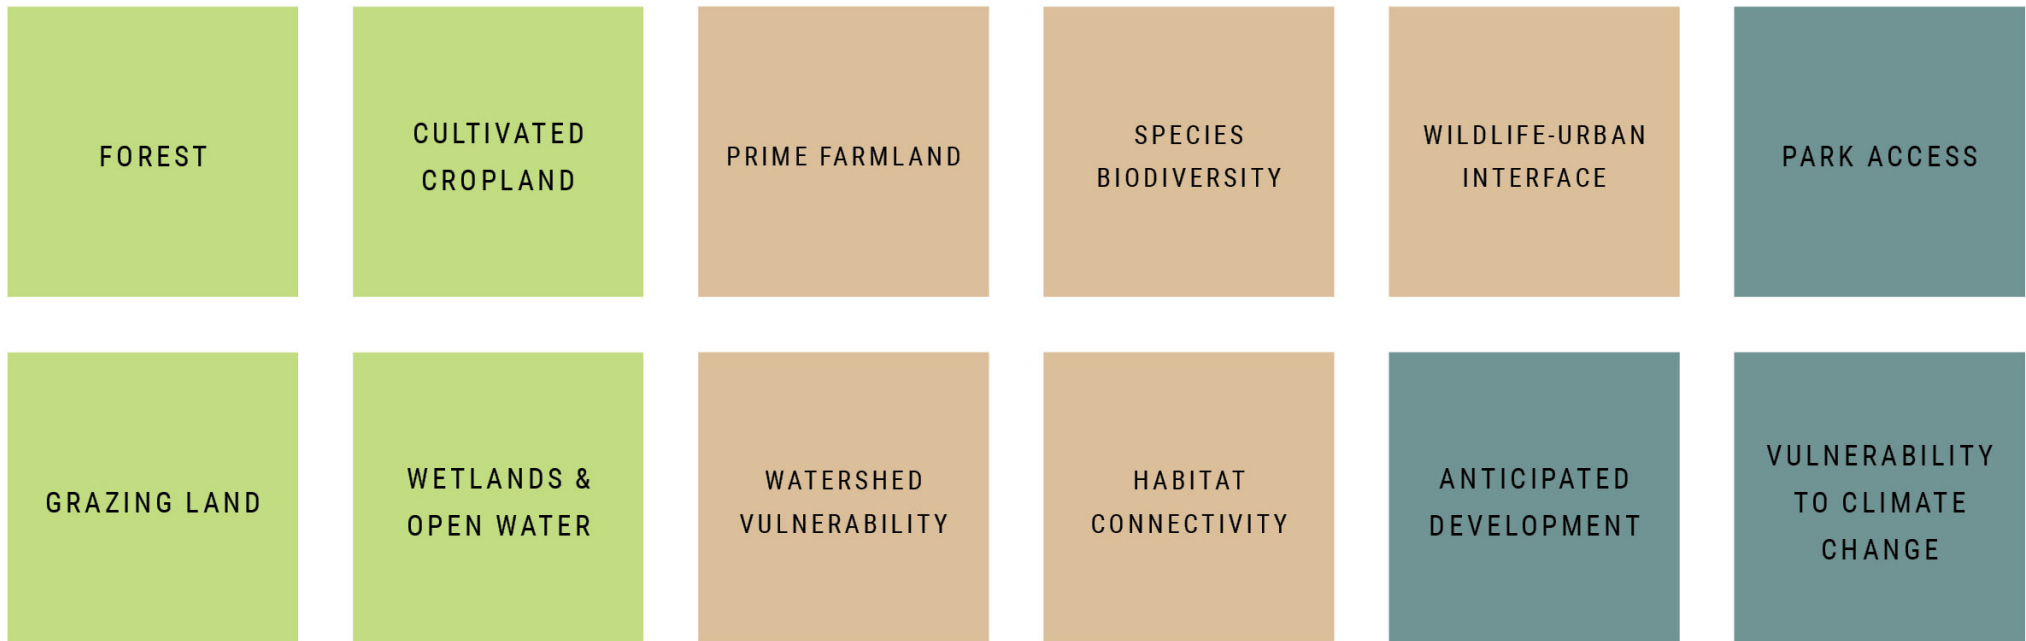 FOREST
CULTIVATED
CROPLAND
PRIME FARMLAND
SPECIES
BIODIVERSITY
WILDLIFE-URBAN
INTERFACE
PARK ACCESS
GRAZING LAND
WETLANDS &
OPEN WATER
WATERSHED
VULNERABILITY
HABITAT
CONNECTIVITY
ANTICIPATED
DEVELOPMENT
VULNERABILITY
TO CLIMATE
CHANGE